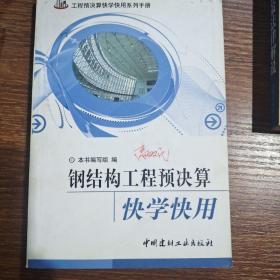 工程预决算快学快用系列手册
本书编写组 编
钢结构工程预决算
快学快用
中国建材工业出版社